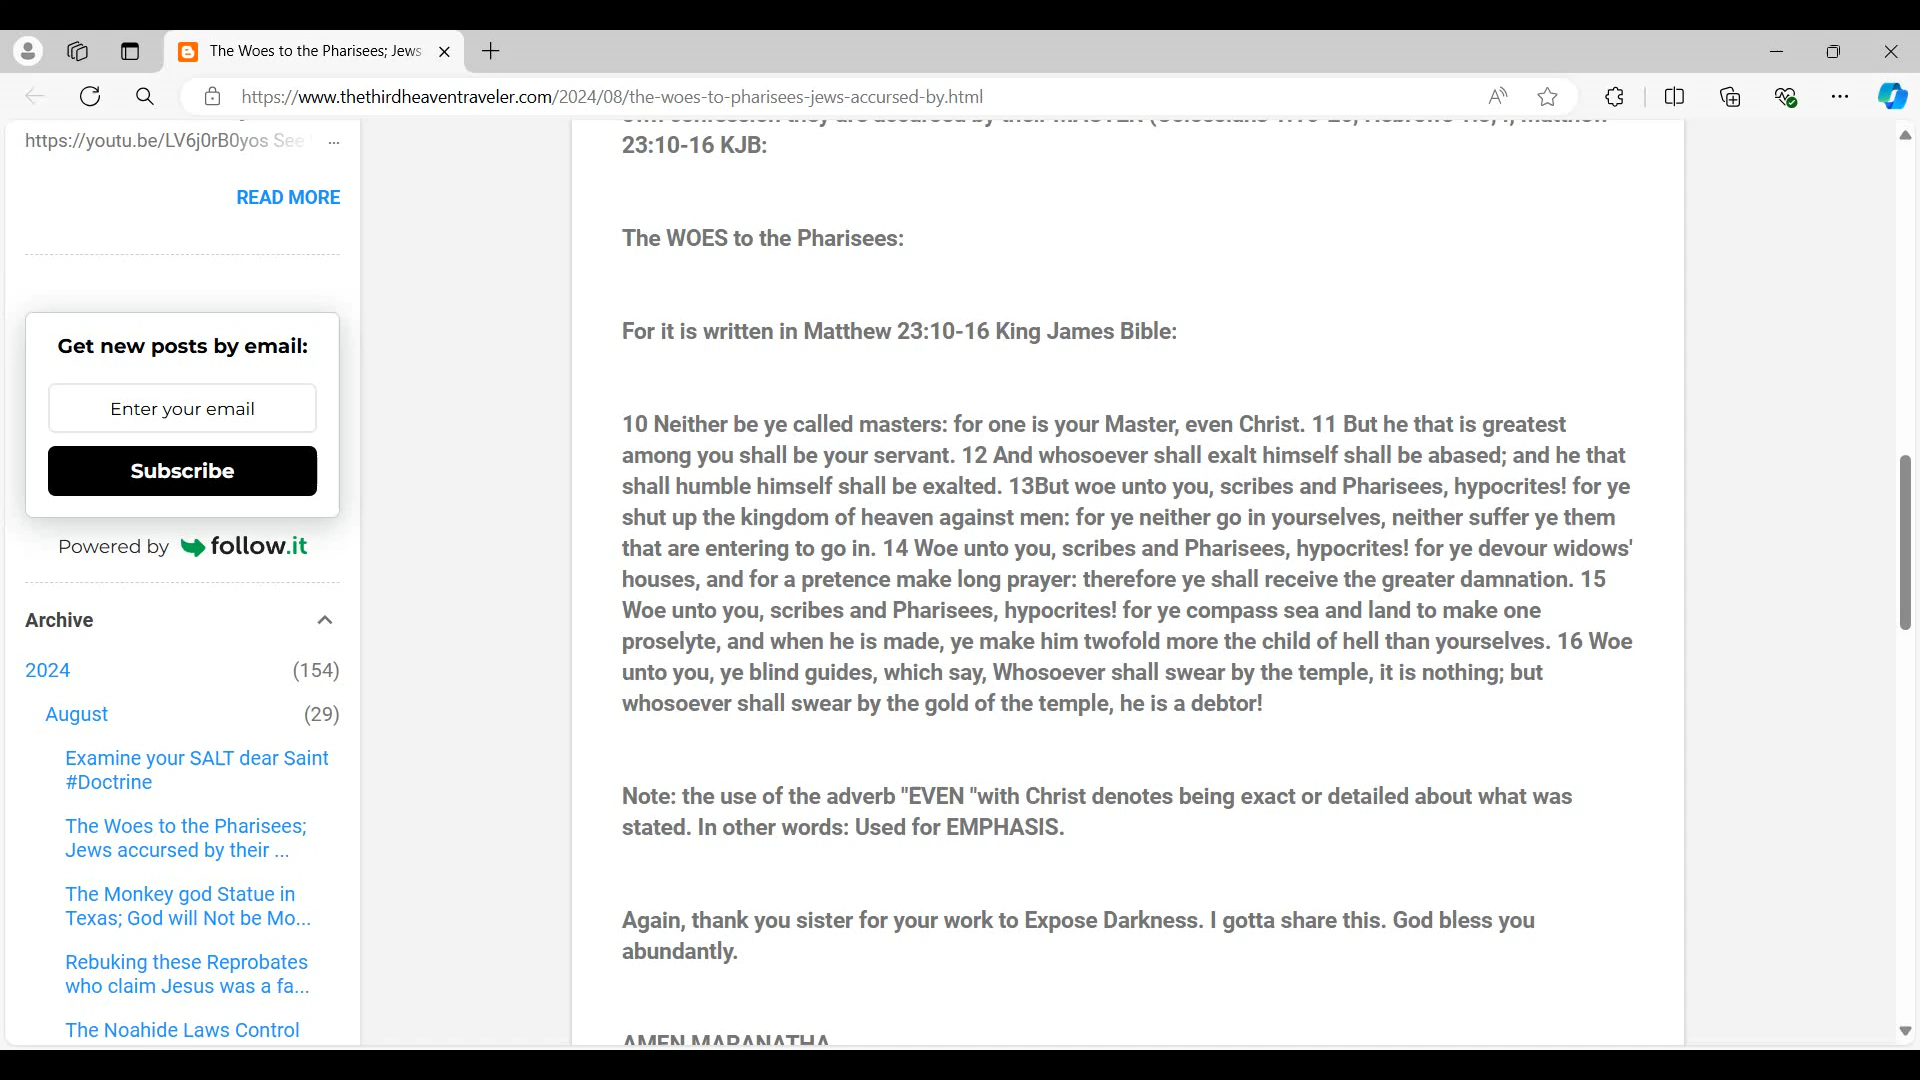 The Woes to the Pharisees; Jews
https://www.thethirdheaventraveler.com/2024/08/the-woes-to-pharisees-jews-accursed-by.html
https://youtu.be/LV6j0rB0yos See
...
READ MORE
Get new posts by email:
Enter your email
Subscribe
Powered by follow.it
Archive
2024 (154)
August (29)
Examine your SALT dear Saint
#Doctrine
The Woes to the Pharisees;
Jews accursed by their ...
The Monkey god Statue in
Texas; God will Not be Mo...
Rebuking these Reprobates
who claim Jesus was a fa...
The Noahide Laws Control
23:10-16 KJB:
The WOES to the Pharisees:
For it is written in Matthew 23:10-16 King James Bible:
10 Neither be ye called masters: for one is your Master, even Christ. 11 But he that is greatest
among you shall be your servant. 12 And whosoever shall exalt himself shall be abased; and he that
shall humble himself shall be exalted. 13But woe unto you, scribes and Pharisees, hypocrites! for ye
shut up the kingdom of heaven against men: for ye neither go in yourselves, neither suffer ye them
that are entering to go in. 14 Woe unto you, scribes and Pharisees, hypocrites! for ye devour widows'
houses, and for a pretence make long prayer: therefore ye shall receive the greater damnation. 15
Woe unto you, scribes and Pharisees, hypocrites! for ye compass sea and land to make one
proselyte, and when he is made, ye make him twofold more the child of hell than yourselves. 16 Woe
unto you, ye blind guides, which say, Whosoever shall swear by the temple, it is nothing; but
whosoever shall swear by the gold of the temple, he is a debtor!
Note: the use of the adverb "EVEN "with Christ denotes being exact or detailed about what was
stated. In other words: Used for EMPHASIS.
Again, thank you sister for your work to Expose Darkness. I gotta share this. God bless you
abundantly.
AMEN MARANATHA